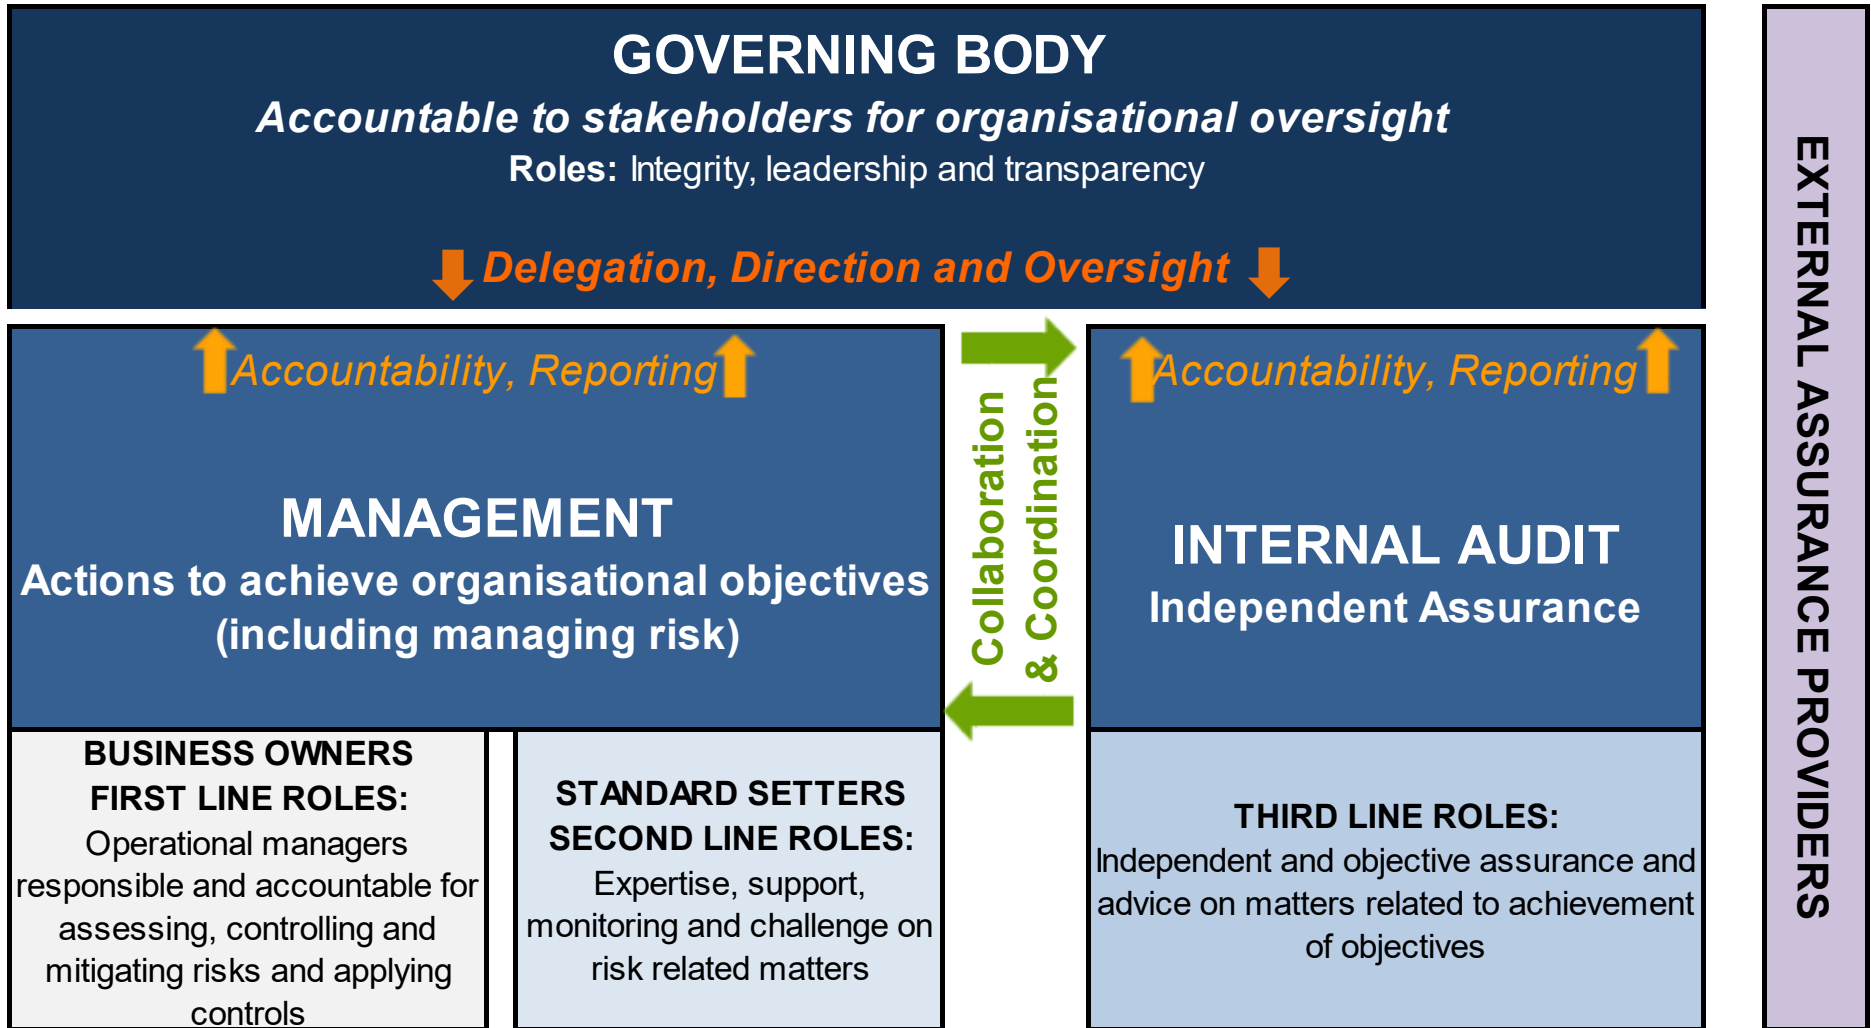 GOVERNING BODY
Accountable to stakeholders for organisational oversight
Roles: Integrity, leadership and transparency
Delegation, Direction and Oversight
Accountability, Reporting
MANAGEMENT
Actions to achieve organisational objectives
(including managing risk)
Collaboration
& Coordination
Accountability, Reporting
INTERNAL AUDIT
Independent Assurance
BUSINESS OWNERS
FIRST LINE ROLES:
Operational managers
responsible and accountable for
assessing, controlling and
mitigating risks and applying
controls
STANDARD SETTERS
SECOND LINE ROLES:
Expertise, support,
monitoring and challenge on
risk related matters
THIRD LINE ROLES:
Independent and objective assurance and
advice on matters related to achievement
of objectives
EXTERNAL ASSURANCE PROVIDERS